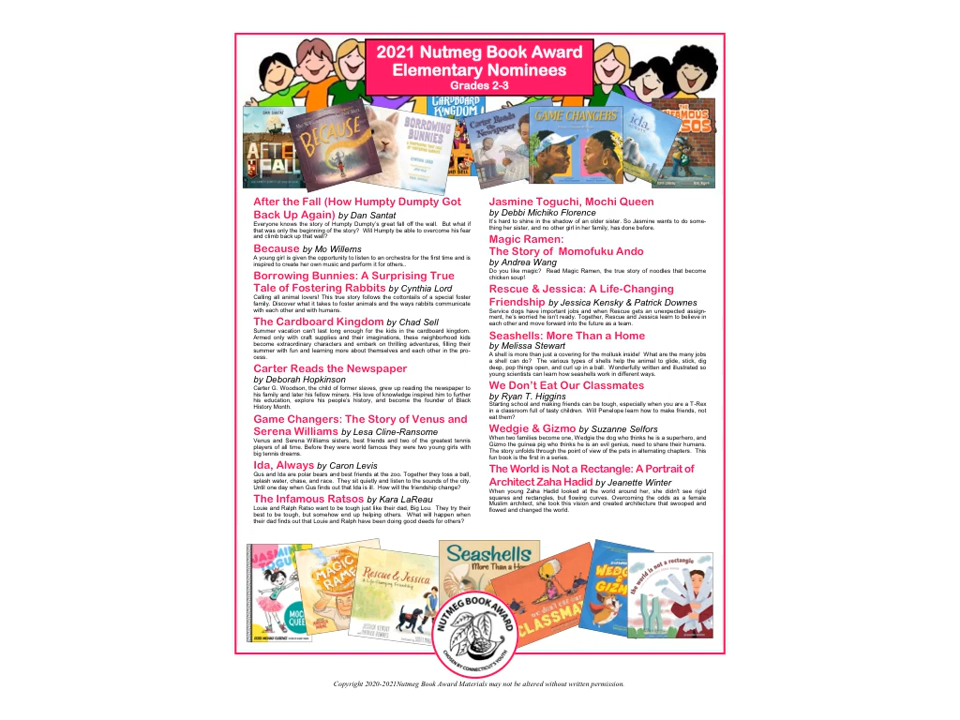 2021 Nutmeg Book Award
Elementary Nominees
Grades 2-3
AFTER
FALL
BECAUSE
BORROWING
BUNNIES
CARDBOARD
KINGDOM
Carter Reads
the
Newspaper
GAME CHANGERS
ida,
After the Fall (How Humpty Dumpty Got
Back Up Again) by Dan Santat
Everyone knows the story of Humpty Dumpty's great fall off the wall. But what if
that was only the beginning of the story? Will Humpty be able to overcome his fear
and climb back up that wall?
Because by Mo Willems
A young girl is given the opportunity to listen to an orchestra for the first time and is
inspired to create her own music and perform it for others..
Borrowing Bunnies: A Surprising True
Tale of Fostering Rabbits by Cynthia Lord
Calling all animal lovers! This true story follows the cottontails of a special foster
family. Discover what it takes to foster animals and the ways rabbits communicate
with each other and with humans.
The Cardboard Kingdom by Chad Sell
Summer vacation can't last long enough for the kids in the cardboard kingdom.
Armed only with craft supplies and their imaginations, these neighborhood kids
become extraordinary characters and embark on thrilling adventures, filling their
summer with fun and learning more about themselves and each other in the pro-
cess.
Carter Reads the Newspaper
by Deborah Hopkinson
Carter G. Woodson, the child of former slaves, grew up reading the newspaper to
his family and later his fellow miners. His love of knowledge inspired him to further
his education, explore his people's history, and become the founder of Black
History Month.
Game Changers: The Story of Venus and
Serena Williams by Lesa Cline-Ransome
Venus and Serena Williams sisters, best friends and two of the greatest tennis
players of all time. Before they were world famous they were two young girls with
big tennis dreams.
Ida, Always by Caron Levis
Gus and Ida are polar bears and best friends at the zoo. Together they toss a ball,
splash water, chase, and race. They sit quietly and listen to the sounds of the city.
Until one day when Gus finds out that Ida is ill. How will the friendship change?
The Infamous Ratsos by Kara LaReau
Louie and Ralph Ratso want to be tough just like their dad, Big Lou. They try their
best to be tough, but somehow end up helping others. What will happen when
their dad finds out that Louie and Ralph have been doing good deeds for others?
Jasmine Toguchi, Mochi Queen
by Debbi Michiko Florence
It's hard to shine in the shadow of an older sister. So Jasmine wants to do some-
thing her sister, and no other girl in her family, has done before.
Magic Ramen:
The Story of Momofuku Ando
by Andrea Wang
Do you like magic? Read Magic Ramen, the true story of noodles that become
chicken soup!
Rescue & Jessica: A Life-Changing
Friendship by Jessica Kensky & Patrick Downes
Service dogs have important jobs and when Rescue gets an unexpected assign-
ment, he's worried he isn't ready. Together, Rescue and Jessica learn to believe in
each other and move forward into the future as a team.
Seashells: More Than a Home
by Melissa Stewart
A shell is more than just a covering for the mollusk inside! What are the many jobs
a shell can do? The various types of shells help the animal to glide, stick, dig
deep, pop things open, and curl up in a ball. Wonderfully written and illustrated so
young scientists can learn how seashells work in different ways.
We Don't Eat Our Classmates
by Ryan T. Higgins
Starting school and making friends can be tough, especially when you are a T-Rex
in a classroom full of tasty children. Will Penelope learn how to make friends, not
eat them?
Wedgie & Gizmo by Suzanne Selfors
When two families become one, Wedgie the dog who thinks he is a superhero, and
Gizmo the guinea pig who thinks he is an evil genius, need to share their humans.
The story unfolds through the point of view of the pets in alternating chapters. This
fun book is the first in a series.
The World is Not a Rectangle: A Portrait of
Architect Zaha Hadid by Jeanette Winter
When young Zaha Hadid looked at the world around her, she didn't see rigid
squares and rectangles, but flowing curves. Overcoming the odds as a female
Muslim architect, she took this vision and created architecture that swooped and
flowed and changed the world.
Rescue & Jessica
Seashells
More Than a
the world is not a rectangle
NUTMEG BOOK AWARD
CHOSEN BY CONNECTICUT'S YOUTH
Copyright 2020-2021Nutmeg Book Award Materials may not be altered without written permission.